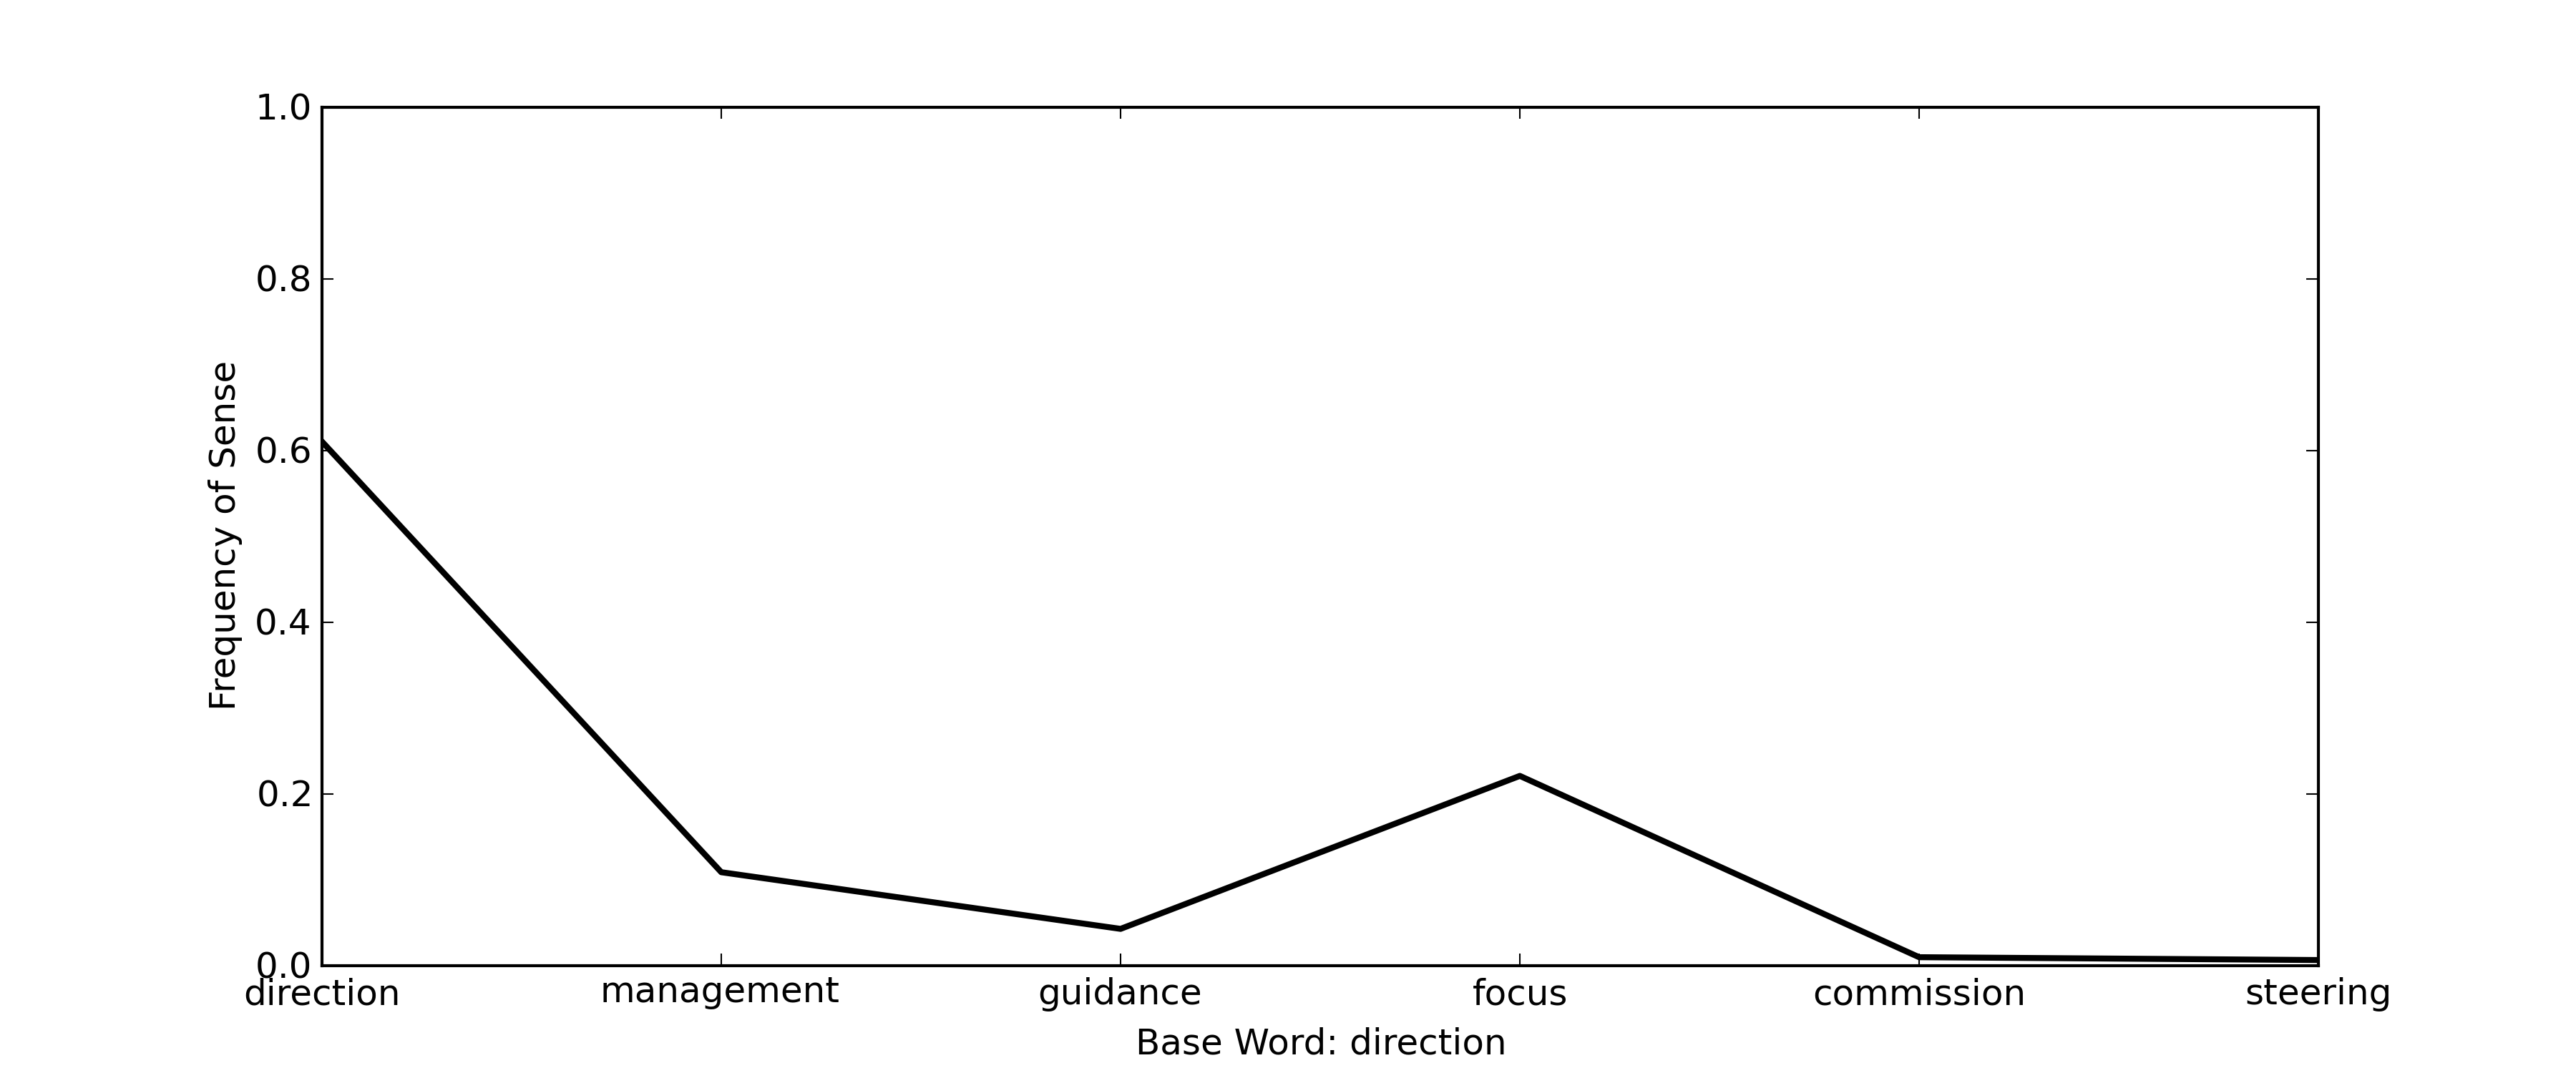 1.0
0.8
0.6
0.4
0.2
0.0
Frequency of Sense
direction management guidance focus commission steering
Base Word: direction